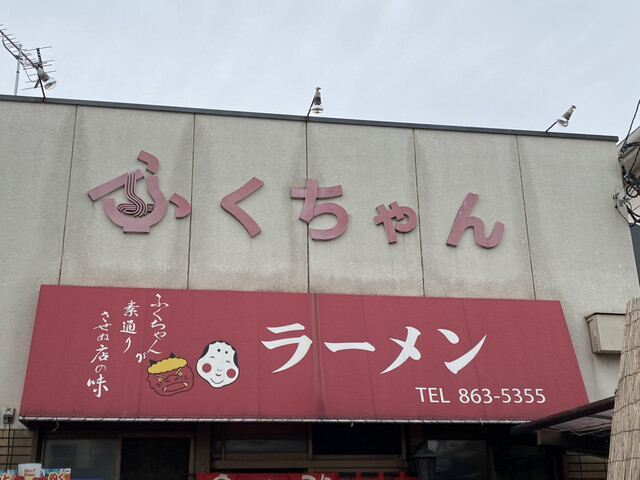 ふくちゃん
ふくちゃんが
素通り
させぬ店の味
ラーメン
TEL 863-5355